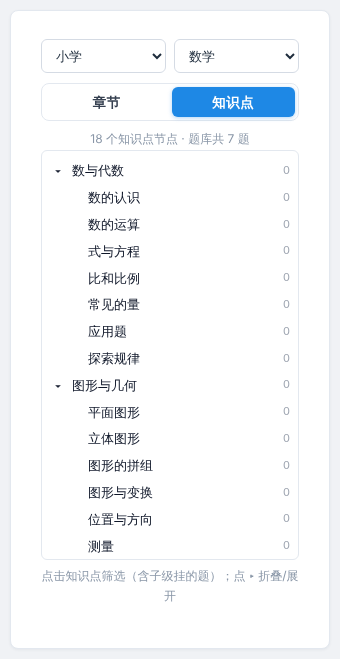 小学 数学
章节 知识点
18 个知识点节点 · 题库共 7 题
数与代数 0
数的认识 0
数的运算 0
式与方程 0
比和比例 0
常见的量 0
应用题 0
探索规律 0
图形与几何 0
平面图形 0
立体图形 0
图形的拼组 0
图形与变换 0
位置与方向 0
测量 0
点击知识点筛选（含子级挂的题）；点 ‣ 折叠/展
开